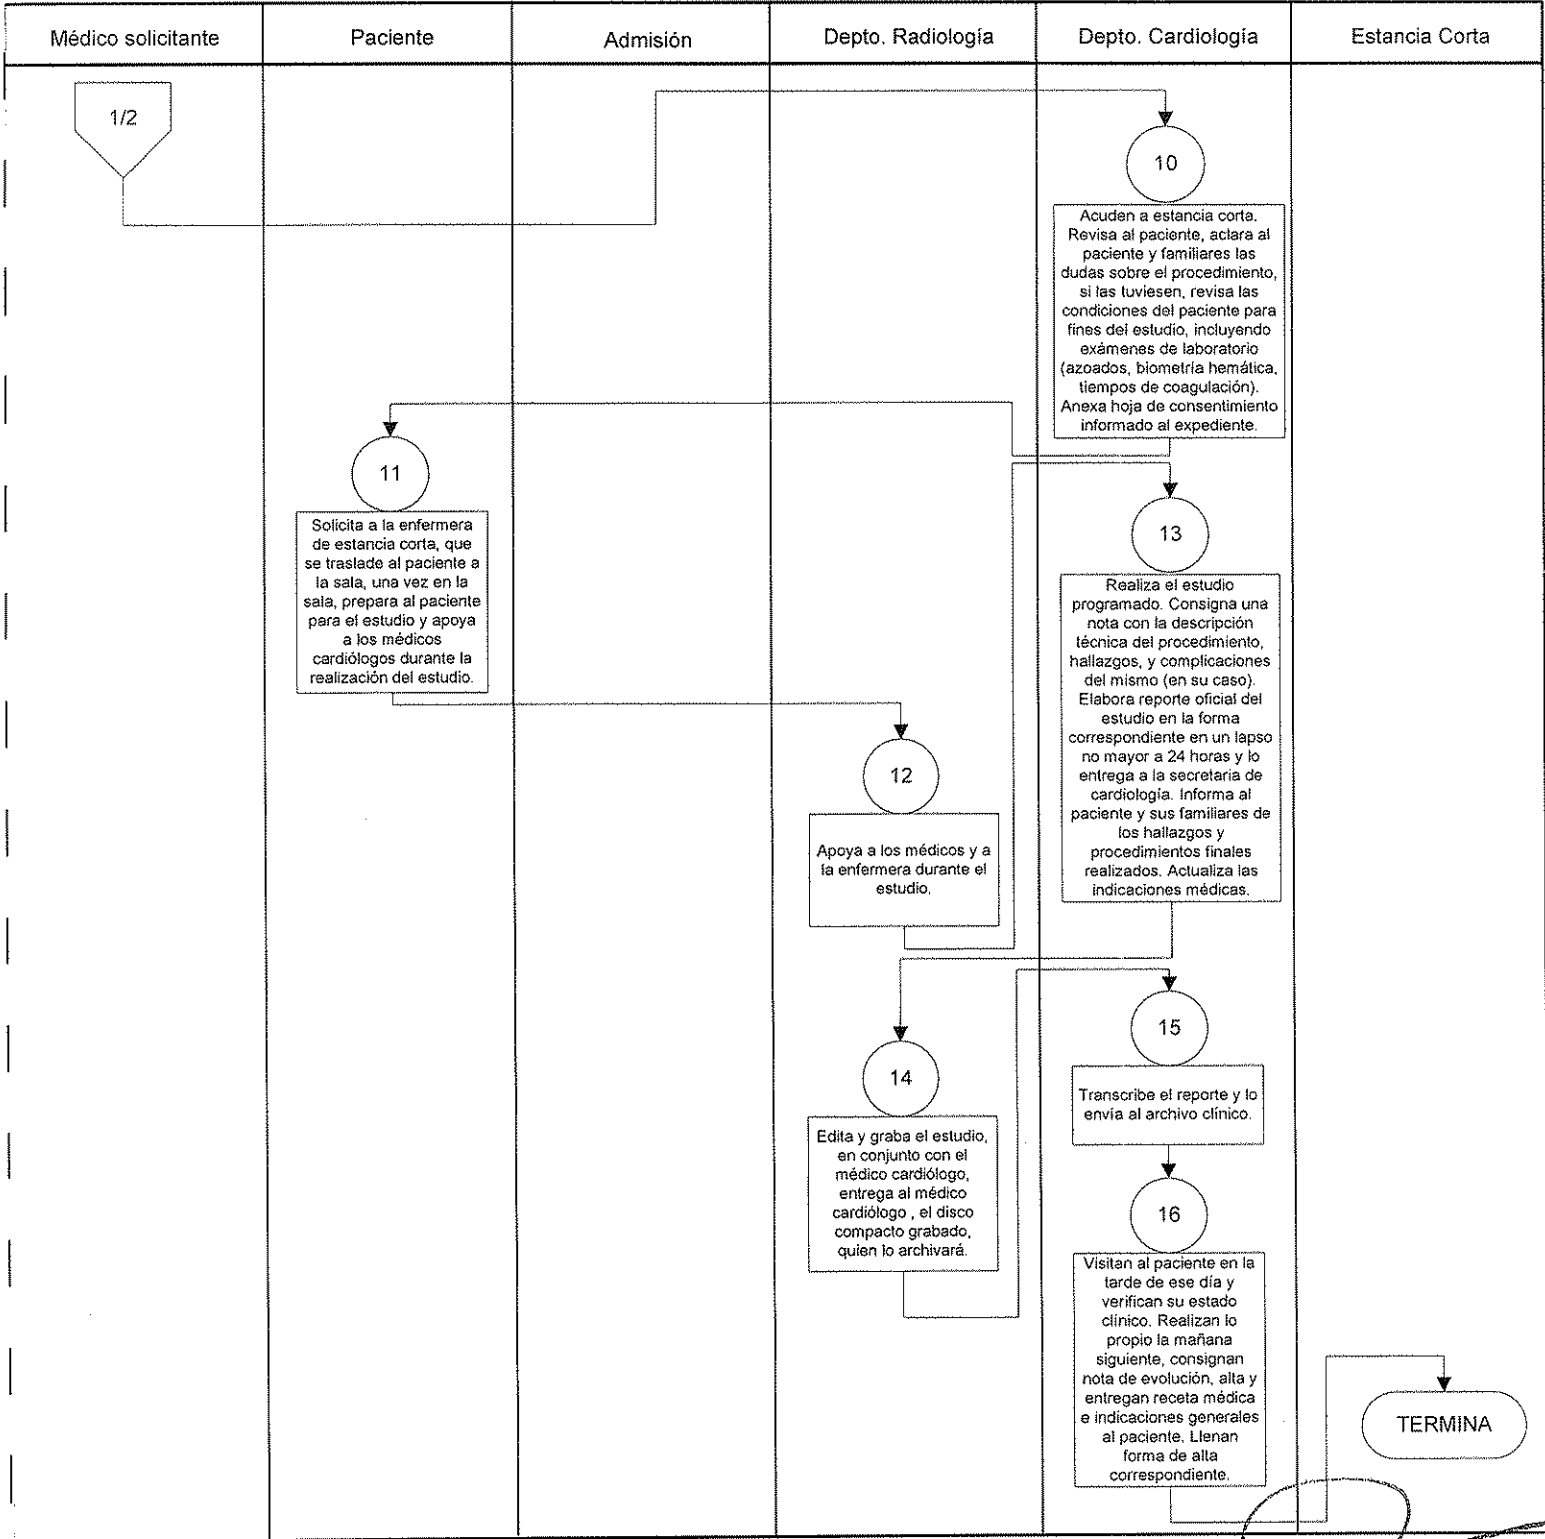 Médico solicitante
Paciente
Admisión
Depto. Radiología
Depto. Cardiología
Estancia Corta
1/2
10
Acuden a estancia corta.
Revisa al paciente, aclara al
paciente y familiares las
dudas sobre el procedimiento,
si las tuviesen, revisa las
condiciones del paciente para
fines del estudio, incluyendo
exámenes de laboratorio
(azoados, biometría hemática,
tiempos de coagulación).
Anexa hoja de consentimiento
informado al expediente.
11
Solicita a la enfermera
de estancia corta, que
se traslade al paciente a
la sala, una vez en la
sala, prepara al paciente
para el estudio y apoya
a los médicos
cardiólogos durante la
realización del estudio.
12
Apoya a los médicos y a
la enfermera durante el
estudio.
13
Realiza el estudio
programado. Consigna una
nota con la descripción
técnica del procedimiento,
hallazgos, y complicaciones
del mismo (en su caso).
Elabora reporte oficial del
estudio en la forma
correspondiente en un lapso
no mayor a 24 horas y lo
entrega a la secretaria de
cardiología. Informa al
paciente y sus familiares de
los hallazgos y
procedimientos finales
realizados. Actualiza las
indicaciones médicas.
14
Edita y graba el estudio,
en conjunto con el
médico cardiólogo,
entrega al médico
cardiólogo , el disco
compacto grabado,
quien lo archivará.
15
Transcribe el reporte y lo
envía al archivo clínico.
16
Visitan al paciente en la
tarde de ese día y
verifican su estado
clínico. Realizan lo
propio la mañana
siguiente, consignan
nota de evolución, alta y
entregan receta médica
e indicaciones generales
al paciente. Llenan
forma de alta
correspondiente.
TERMINA